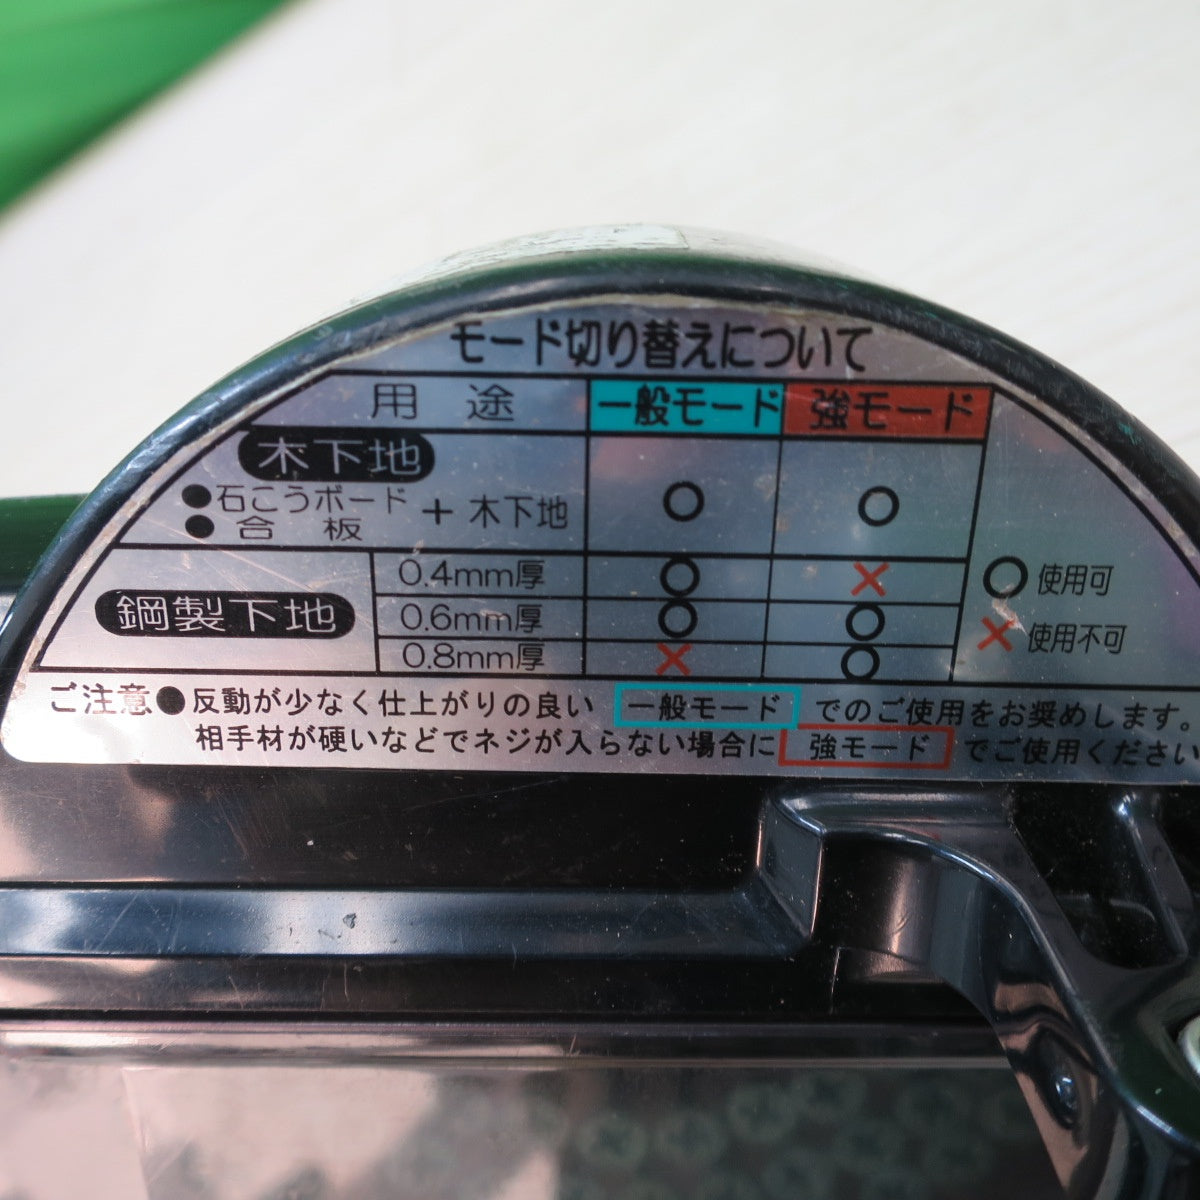 モード切り替えについて
用途 一般モード 強モード
木下地
●石こうボード
●合板
+ 木下地
○ ○
鋼製下地
0.4mm厚 ○ ×
0.6mm厚 ○ ○
0.8mm厚 × ○
○使用可
×使用不可
ご注意●反動が少なく仕上がりの良い 一般モード でのご使用をお奨めします。
相手材が硬いなどでネジが入らない場合に 強モード でご使用ください